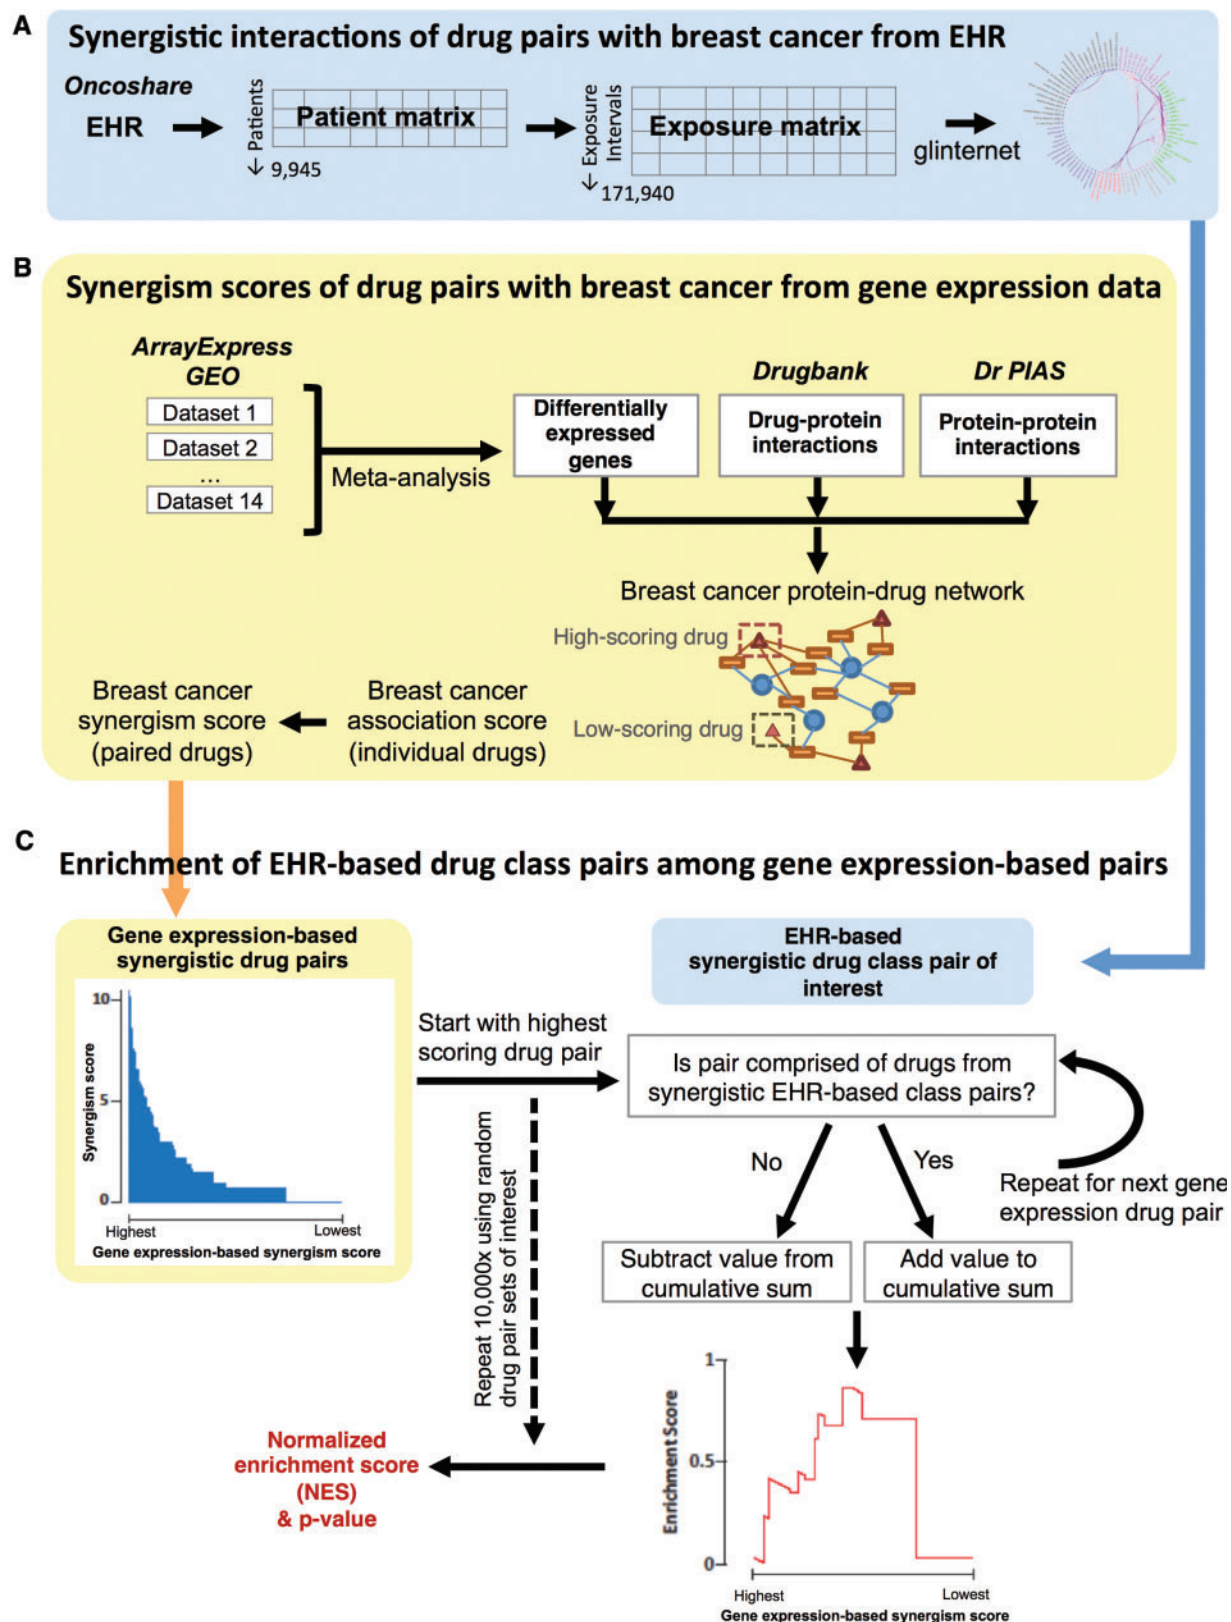 A
Synergistic interactions of drug pairs with breast cancer from EHR
Oncoshare
EHR
Patients
Patient matrix
9,945
Exposure
Intervals
Exposure matrix
171,940
glinternet
B
Synergism scores of drug pairs with breast cancer from gene expression data
ArrayExpress
GEO
Dataset 1
Dataset 2
...
Dataset 14
Meta-analysis
Differentially
expressed
genes
Drugbank
Drug-protein
interactions
Dr PIAS
Protein-protein
interactions
Breast cancer protein-drug network
High-scoring drug
Low-scoring drug
Breast cancer
association score
(individual drugs)
Breast cancer
synergism score
(paired drugs)
C
Enrichment of EHR-based drug class pairs among gene expression-based pairs
Gene expression-based
synergistic drug pairs
Synergism score
10
5
0
Highest
Lowest
Gene expression-based synergism score
Start with highest
scoring drug pair
EHR-based
synergistic drug class pair of
interest
Is pair comprised of drugs from
synergistic EHR-based class pairs?
No
Yes
Repeat for next gene
expression drug pair
Subtract value from
cumulative sum
Add value to
cumulative sum
Repeat 10,000x using random
drug pair sets of interest
Normalized
enrichment score
(NES)
& p-value
Enrichment Score
1
0.5
0
Highest
Lowest
Gene expression-based synergism score